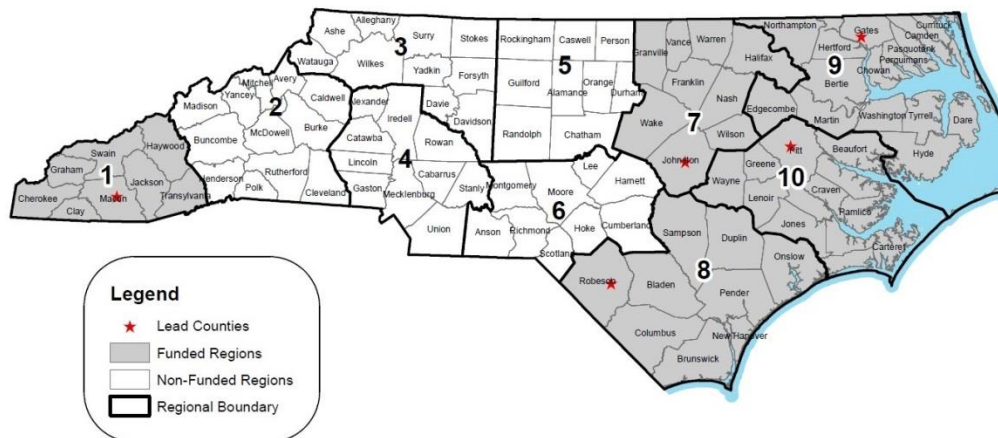 Alleghany
Ashe
Surry
Stokes
3
Watauga
Wilkes
Yadkin
Forsyth
Davie
Davidson
Rockingham
Caswell
Person
5
Guilford
Alamance
Orange
Durham
Randolph
Chatham
Granville
Vance
Warren
Halifax
Franklin
Nash
7
Wake
Wilson
Johnston
Northampton
Gates
Currituck
Camden
Pasquotank
Perquimans
Hertford
9
Chowan
Bertie
Edgecombe
Martin
Washington
Tyrrell
Dare
Hyde
Mitchell
Avery
Yancey
Caldwell
Madison
2
Burke
McDowell
Buncombe
Henderson
Polk
Rutherford
Cleveland
Alexander
Iredell
Catawba
Rowan
Lincoln
4
Cabarrus
Gaston
Mecklenburg
Stanly
Union
Haywood
Swain
1
Graham
Jackson
Cherokee
Macon
Transylvania
Clay
Lee
Harnett
Montgomery
Moore
6
Anson
Richmond
Hoke
Cumberland
Scotland
Pitt
Beaufort
Greene
10
Wayne
Craven
Lenoir
Pamlico
Jones
Carteret
Sampson
Duplin
Onslow
8
Robeson
Bladen
Pender
Columbus
New Hanover
Brunswick
Legend
Lead Counties
Funded Regions
Non-Funded Regions
Regional Boundary